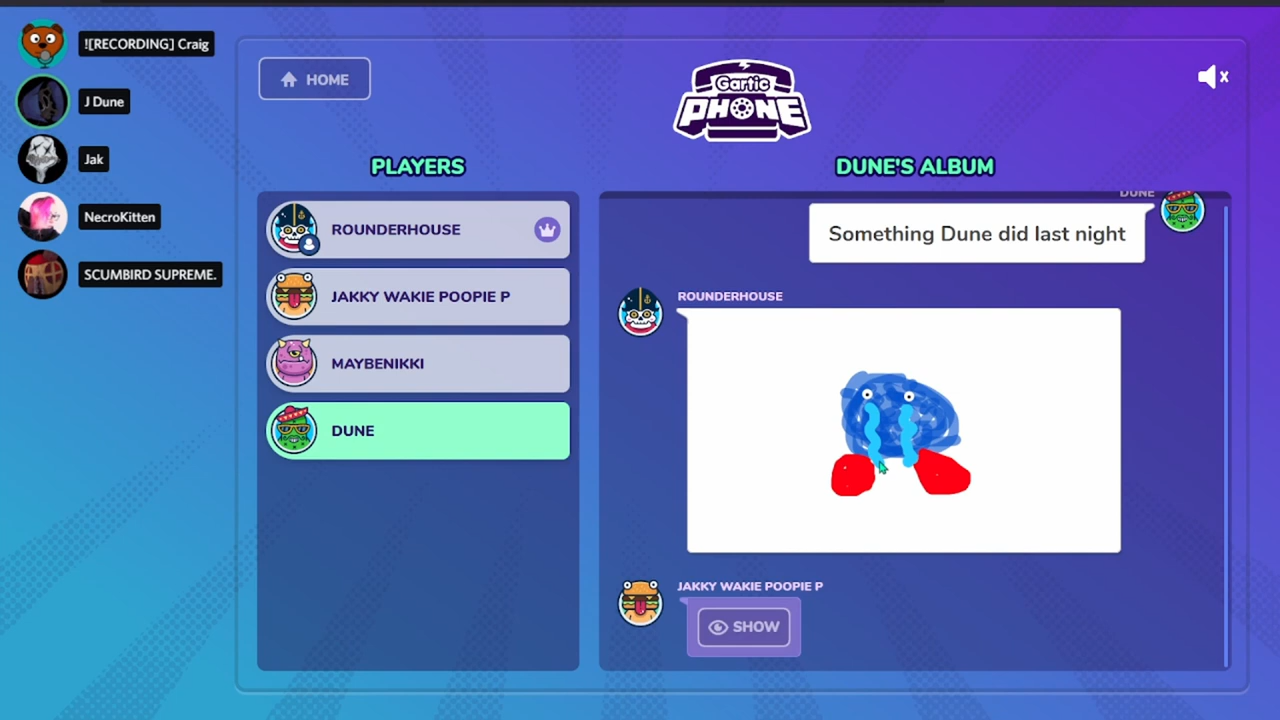 ![RECORDING] Craig
J Dune
Jak
NecroKitten
SCUMBIRD SUPREME.
HOME
Gartic
PHONE
PLAYERS
ROUNDERHOUSE
JAKKY WAKIE POOPIE P
MAYBENIKKI
DUNE
DUNE'S ALBUM
DUNE
Something Dune did last night
ROUNDERHOUSE
JAKKY WAKIE POOPIE P
SHOW